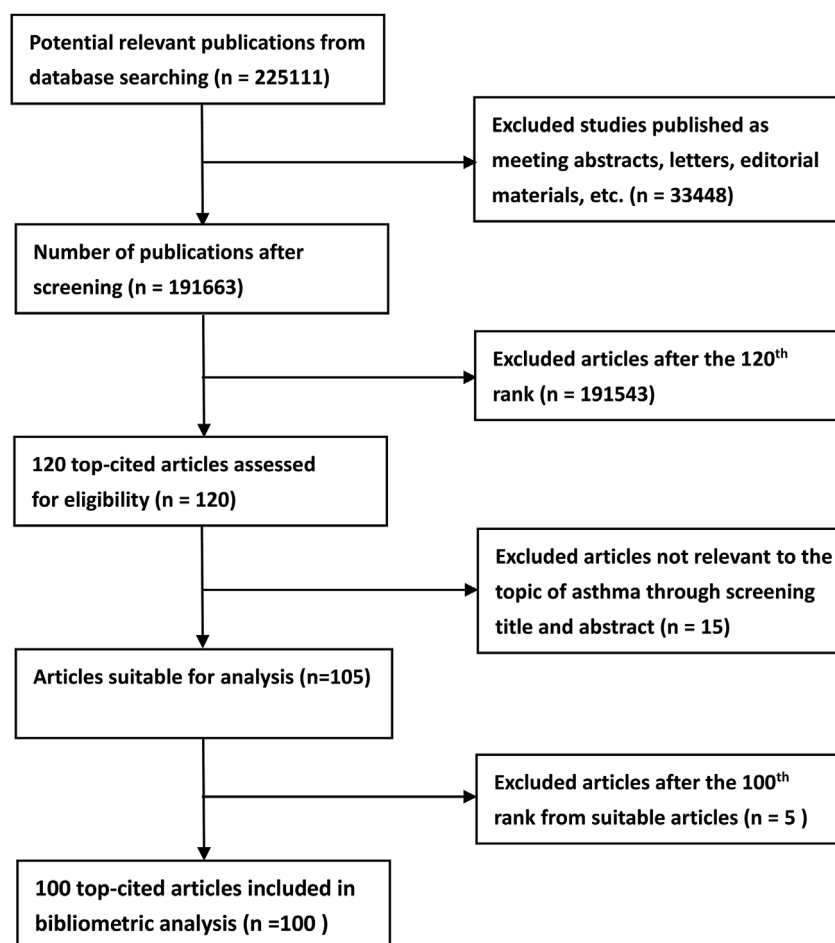 Potential relevant publications from
database searching (n = 225111)
Excluded studies published as
meeting abstracts, letters, editorial
materials, etc. (n = 33448)
Number of publications after
screening (n = 191663)
Excluded articles after the 120th
rank (n = 191543)
120 top-cited articles assessed
for eligibility (n = 120)
Excluded articles not relevant to the
topic of asthma through screening
title and abstract (n = 15)
Articles suitable for analysis (n=105)
Excluded articles after the 100th
rank from suitable articles (n = 5 )
100 top-cited articles included in
bibliometric analysis (n =100 )